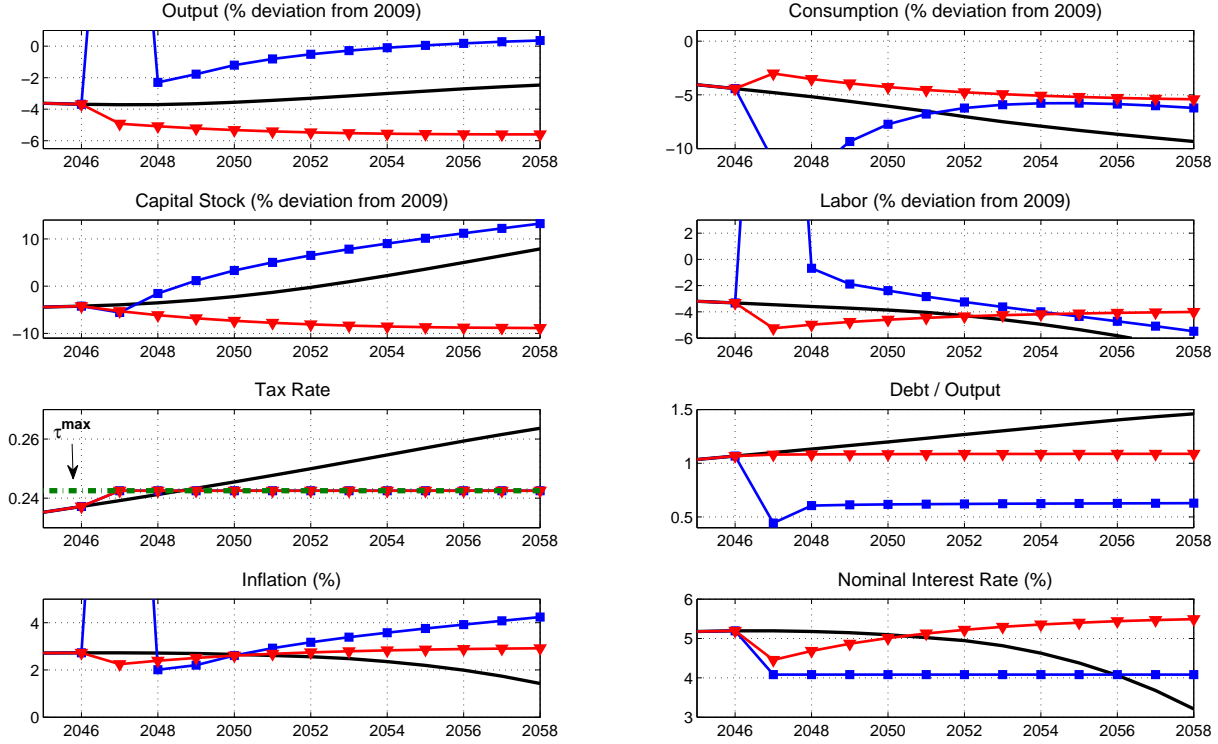 Output (% deviation from 2009)
0
−2
−4
−6
2046 2048 2050 2052 2054 2056 2058
Consumption (% deviation from 2009)
0
−5
−10
2046 2048 2050 2052 2054 2056 2058
Capital Stock (% deviation from 2009)
10
0
−10
2046 2048 2050 2052 2054 2056 2058
Labor (% deviation from 2009)
2
0
−2
−4
−6
2046 2048 2050 2052 2054 2056 2058
Tax Rate
τmax
0.26
0.24
2046 2048 2050 2052 2054 2056 2058
Debt / Output
1.5
1
0.5
2046 2048 2050 2052 2054 2056 2058
Inflation (%)
4
2
0
2046 2048 2050 2052 2054 2056 2058
Nominal Interest Rate (%)
6
5
4
3
2046 2048 2050 2052 2054 2056 2058